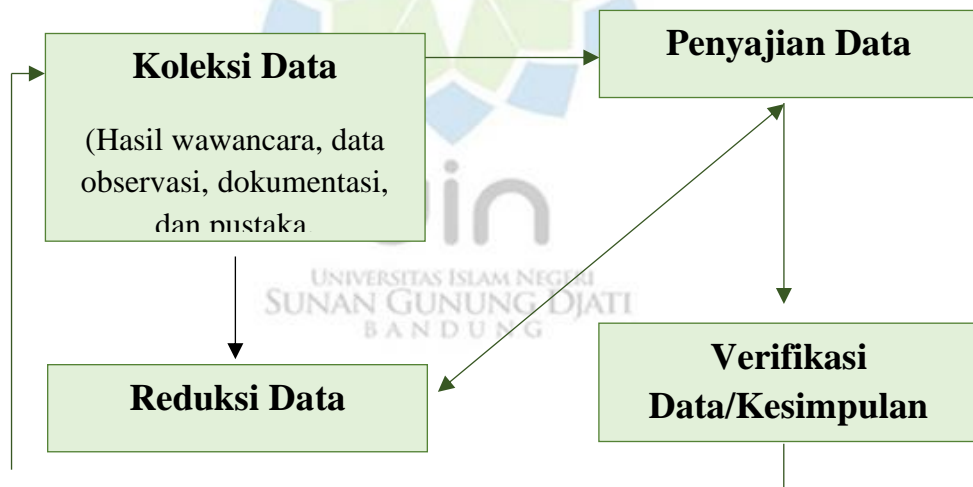 Koleksi Data
(Hasil wawancara, data
observasi, dokumentasi,
dan pustaka.
Penyajian Data
uin
UNIVERSITAS ISLAM NEGERI
SUNAN GUNUNG DJATI
BANDUNG
Reduksi Data
Verifikasi
Data/Kesimpulan